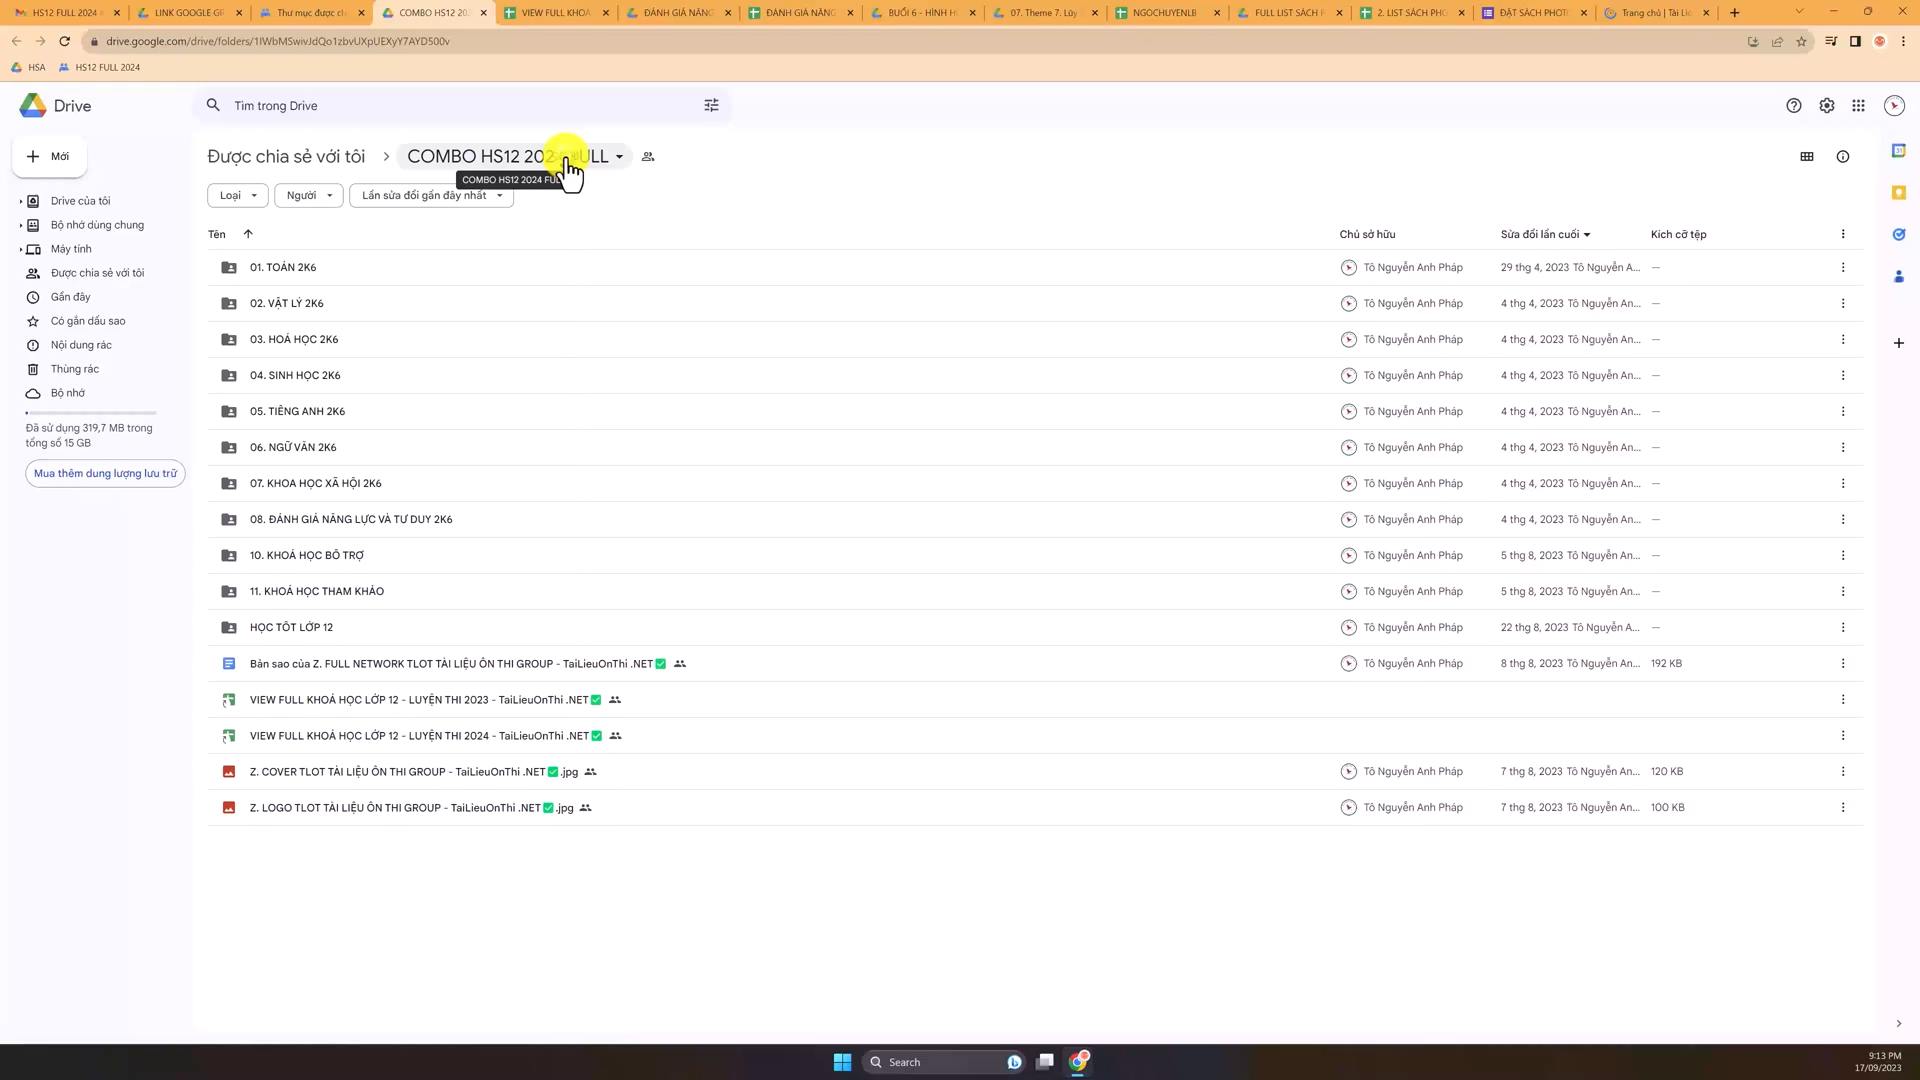 HS12 FULL 2024
LINK GOOGLE GR
Thư mục được ch
COMBO HS12 202
VIEW FULL KHOÁ
ĐÁNH GIÁ NĂNG
ĐÁNH GIÁ NĂNG
BUỔI 6 - HÌNH H
07. Theme 7. Lũy
NGOCHUYENLB
FULL LIST SÁCH P
2. LIST SÁCH PHO
ĐẶT SÁCH PHOTO
Trang chủ | Tài Liệ
drive.google.com/drive/folders/1IWbMSwivJdQo1zbvUXpUEXyY7AYD500v
HSA
HS12 FULL 2024
Drive
Tìm trong Drive
Mới
Được chia sẻ với tôi > COMBO HS12 2024 FULL
COMBO HS12 2024 FUL
Loại
Người
Lần sửa đổi gần đây nhất
Drive của tôi
Bộ nhớ dùng chung
Máy tính
Được chia sẻ với tôi
Gần đây
Có gắn dấu sao
Nội dung rác
Thùng rác
Bộ nhớ
Đã sử dụng 319,7 MB trong
tổng số 15 GB
Mua thêm dung lượng lưu trữ
Tên Chủ sở hữu Sửa đổi lần cuối Kích cỡ tệp
01. TOÁN 2K6 Tô Nguyễn Anh Pháp 29 thg 4, 2023 Tô Nguyễn A... —
02. VẬT LÝ 2K6 Tô Nguyễn Anh Pháp 4 thg 4, 2023 Tô Nguyễn An... —
03. HOÁ HỌC 2K6 Tô Nguyễn Anh Pháp 4 thg 4, 2023 Tô Nguyễn An... —
04. SINH HỌC 2K6 Tô Nguyễn Anh Pháp 4 thg 4, 2023 Tô Nguyễn An... —
05. TIẾNG ANH 2K6 Tô Nguyễn Anh Pháp 4 thg 4, 2023 Tô Nguyễn An... —
06. NGỮ VĂN 2K6 Tô Nguyễn Anh Pháp 4 thg 4, 2023 Tô Nguyễn An... —
07. KHOA HỌC XÃ HỘI 2K6 Tô Nguyễn Anh Pháp 4 thg 4, 2023 Tô Nguyễn An... —
08. ĐÁNH GIÁ NĂNG LỰC VÀ TƯ DUY 2K6 Tô Nguyễn Anh Pháp 4 thg 4, 2023 Tô Nguyễn An... —
10. KHOÁ HỌC BỔ TRỢ Tô Nguyễn Anh Pháp 5 thg 8, 2023 Tô Nguyễn An... —
11. KHOÁ HỌC THAM KHẢO Tô Nguyễn Anh Pháp 5 thg 8, 2023 Tô Nguyễn An... —
HỌC TỐT LỚP 12 Tô Nguyễn Anh Pháp 22 thg 8, 2023 Tô Nguyễn A... —
Bản sao của Z. FULL NETWORK TLOT TÀI LIỆU ÔN THI GROUP - TaiLieuOnThi .NET✅ Tô Nguyễn Anh Pháp 8 thg 8, 2023 Tô Nguyễn An... 192 KB
VIEW FULL KHOÁ HỌC LỚP 12 - LUYỆN THI 2023 - TaiLieuOnThi .NET✅
VIEW FULL KHOÁ HỌC LỚP 12 - LUYỆN THI 2024 - TaiLieuOnThi .NET✅
Z. COVER TLOT TÀI LIỆU ÔN THI GROUP - TaiLieuOnThi .NET✅.jpg Tô Nguyễn Anh Pháp 7 thg 8, 2023 Tô Nguyễn An... 120 KB
Z. LOGO TLOT TÀI LIỆU ÔN THI GROUP - TaiLieuOnThi .NET✅.jpg Tô Nguyễn Anh Pháp 7 thg 8, 2023 Tô Nguyễn An... 100 KB
Search
9:13 PM
17/09/2023